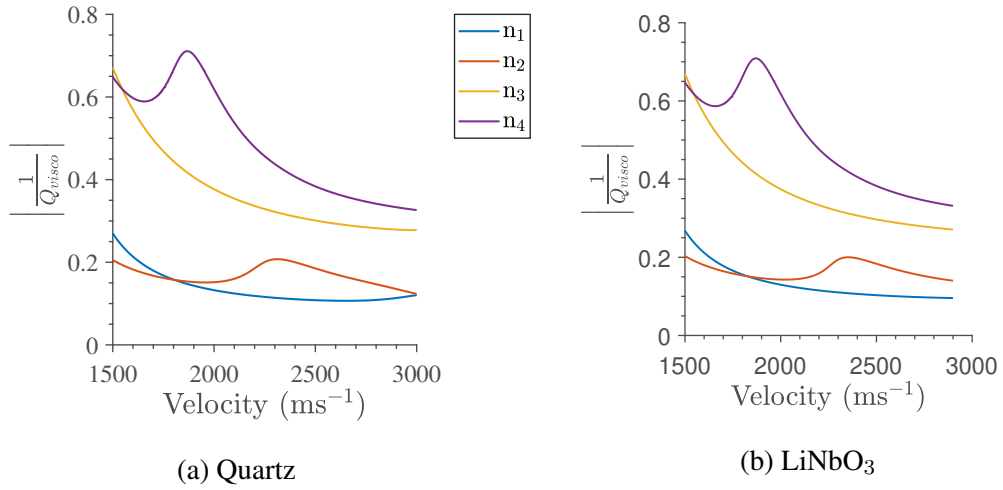 0.8
0.6
0.4
0.2
0
|1/Q_visco|
1500 2000 2500 3000
Velocity (ms⁻¹)
(a) Quartz
n₁
n₂
n₃
n₄
0.8
0.6
0.4
0.2
0
|1/Q_visco|
1500 2000 2500 3000
Velocity (ms⁻¹)
(b) LiNbO₃